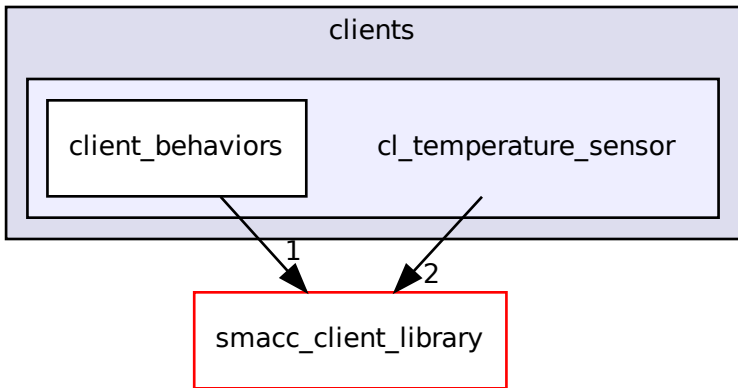 clients
client_behaviors
cl_temperature_sensor
1
2
smacc_client_library